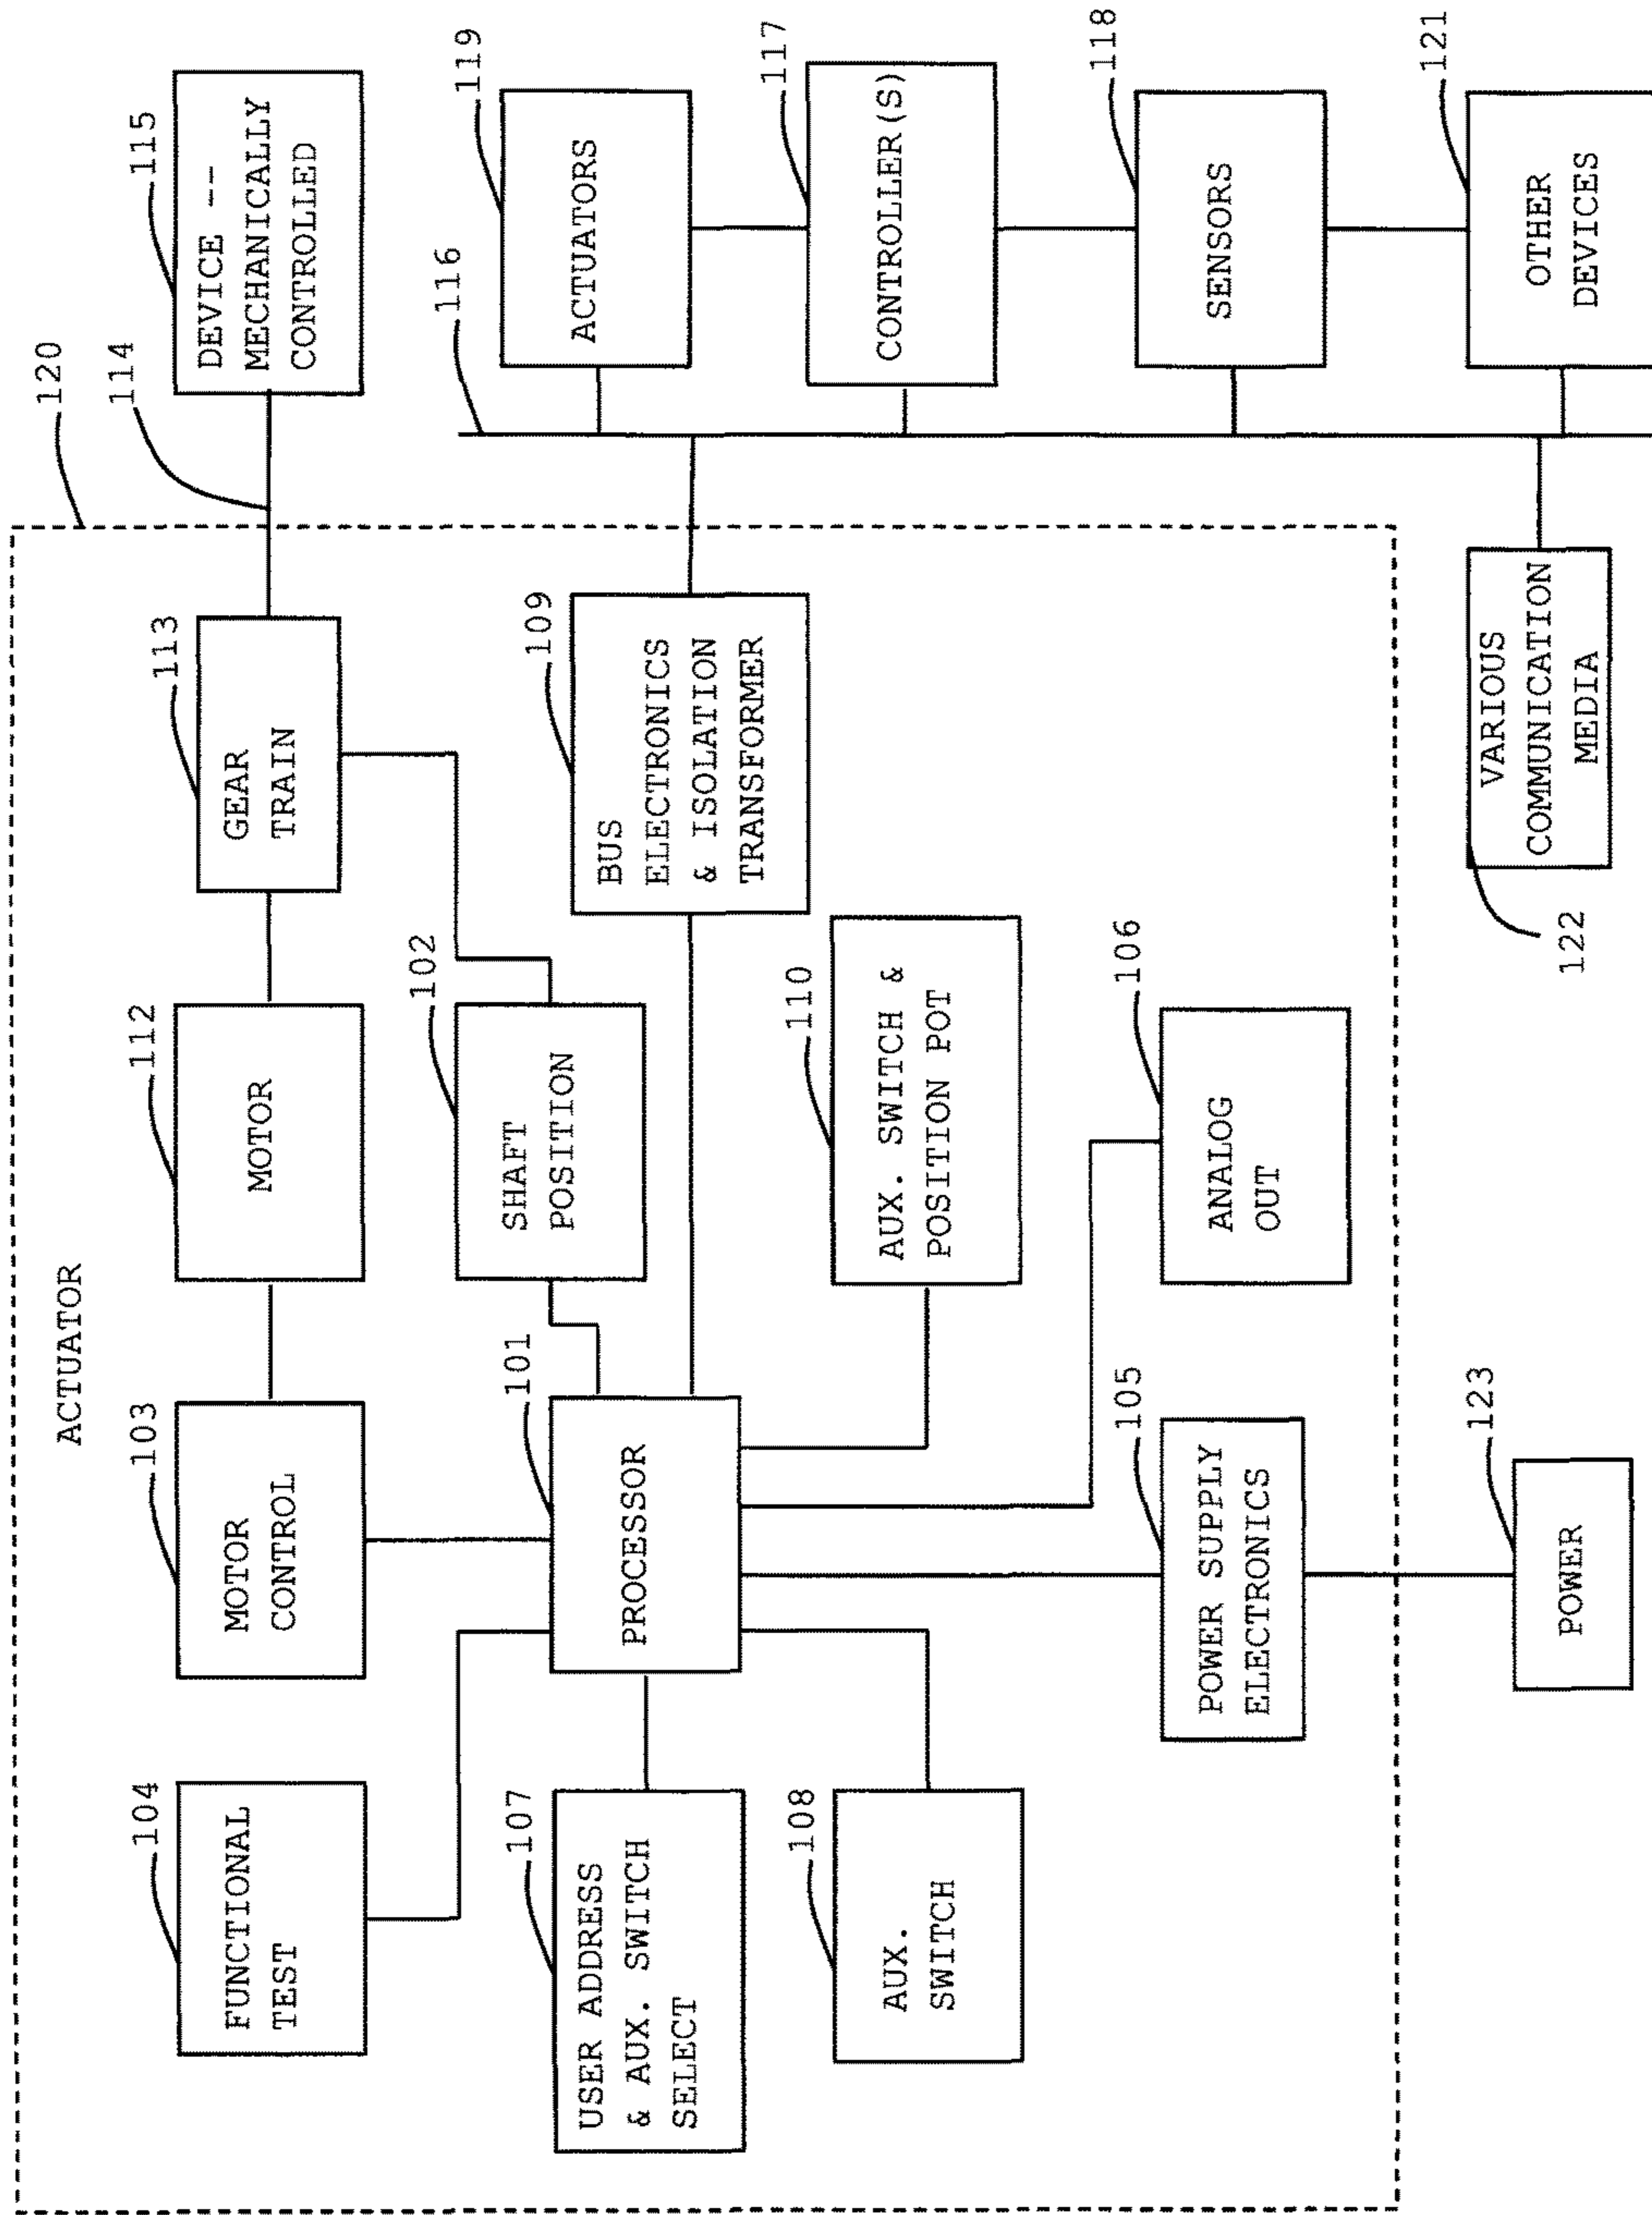 120
ACTUATOR
104
FUNCTIONAL
TEST
103
MOTOR
CONTROL
112
MOTOR
113
GEAR
TRAIN
114
115
DEVICE --
MECHANICALLY
CONTROLLED
107
USER ADDRESS
& AUX. SWITCH
SELECT
101
PROCESSOR
102
SHAFT
POSITION
109
BUS
ELECTRONICS
& ISOLATION
TRANSFORMER
116
119
ACTUATORS
108
AUX.
SWITCH
110
AUX. SWITCH &
POSITION POT
117
CONTROLLER(S)
105
POWER SUPPLY
ELECTRONICS
106
ANALOG
OUT
118
SENSORS
123
POWER
122
VARIOUS
COMMUNICATION
MEDIA
121
OTHER
DEVICES